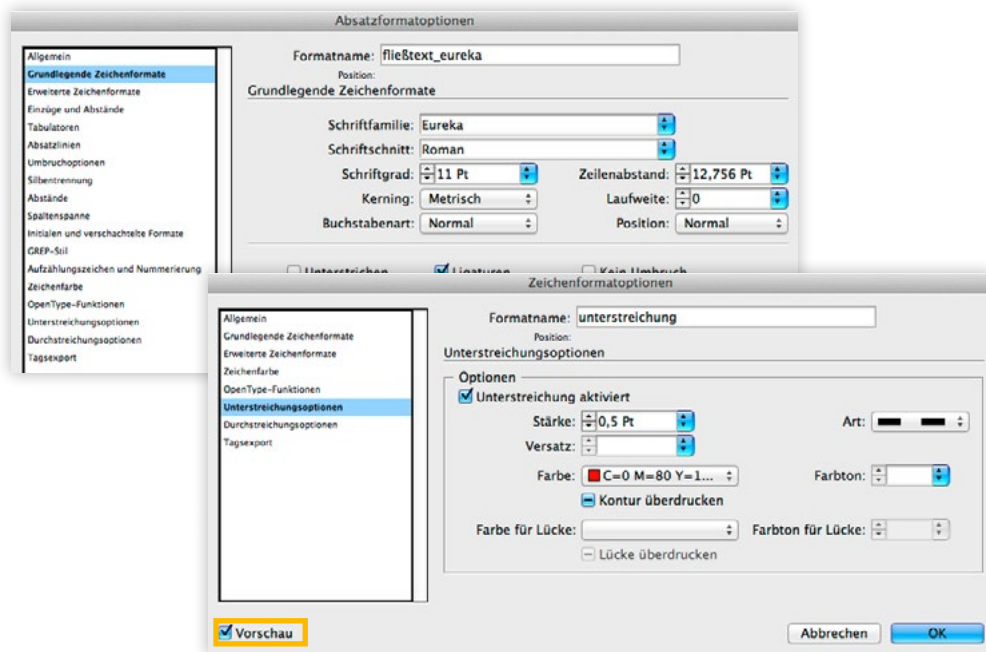 Absatzformatoptionen
Allgemein
Grundlegende Zeichenformate
Erweiterte Zeichenformate
Einzüge und Abstände
Tabulatoren
Absatzlinien
Umbruchoptionen
Silbentrennung
Abstände
Spaltenspanne
Initialen und verschachtelte Formate
GREP-Stil
Aufzählungszeichen und Nummerierung
Zeichenfarbe
OpenType-Funktionen
Unterstreichungsoptionen
Durchstreichungsoptionen
Tagsexport
Formatname: fließtext_eureka
Position:
Grundlegende Zeichenformate
Schriftfamilie: Eureka
Schriftschnitt: Roman
Schriftgrad: 11 Pt Zeilenabstand: 12,756 Pt
Kerning: Metrisch Laufweite: 0
Buchstabenart: Normal Position: Normal
Unterstrichen Ligaturen Kein Umbruch
Zeichenformatoptionen
Allgemein
Grundlegende Zeichenformate
Erweiterte Zeichenformate
Zeichenfarbe
OpenType-Funktionen
Unterstreichungsoptionen
Durchstreichungsoptionen
Tagsexport
Formatname: unterstreichung
Position:
Unterstreichungsoptionen
Optionen
Unterstreichung aktiviert
Stärke: 0,5 Pt Art:
Versatz:
Farbe: C=0 M=80 Y=1... Farbton:
Kontur überdrucken
Farbe für Lücke: Farbton für Lücke:
Lücke überdrucken
Vorschau Abbrechen OK